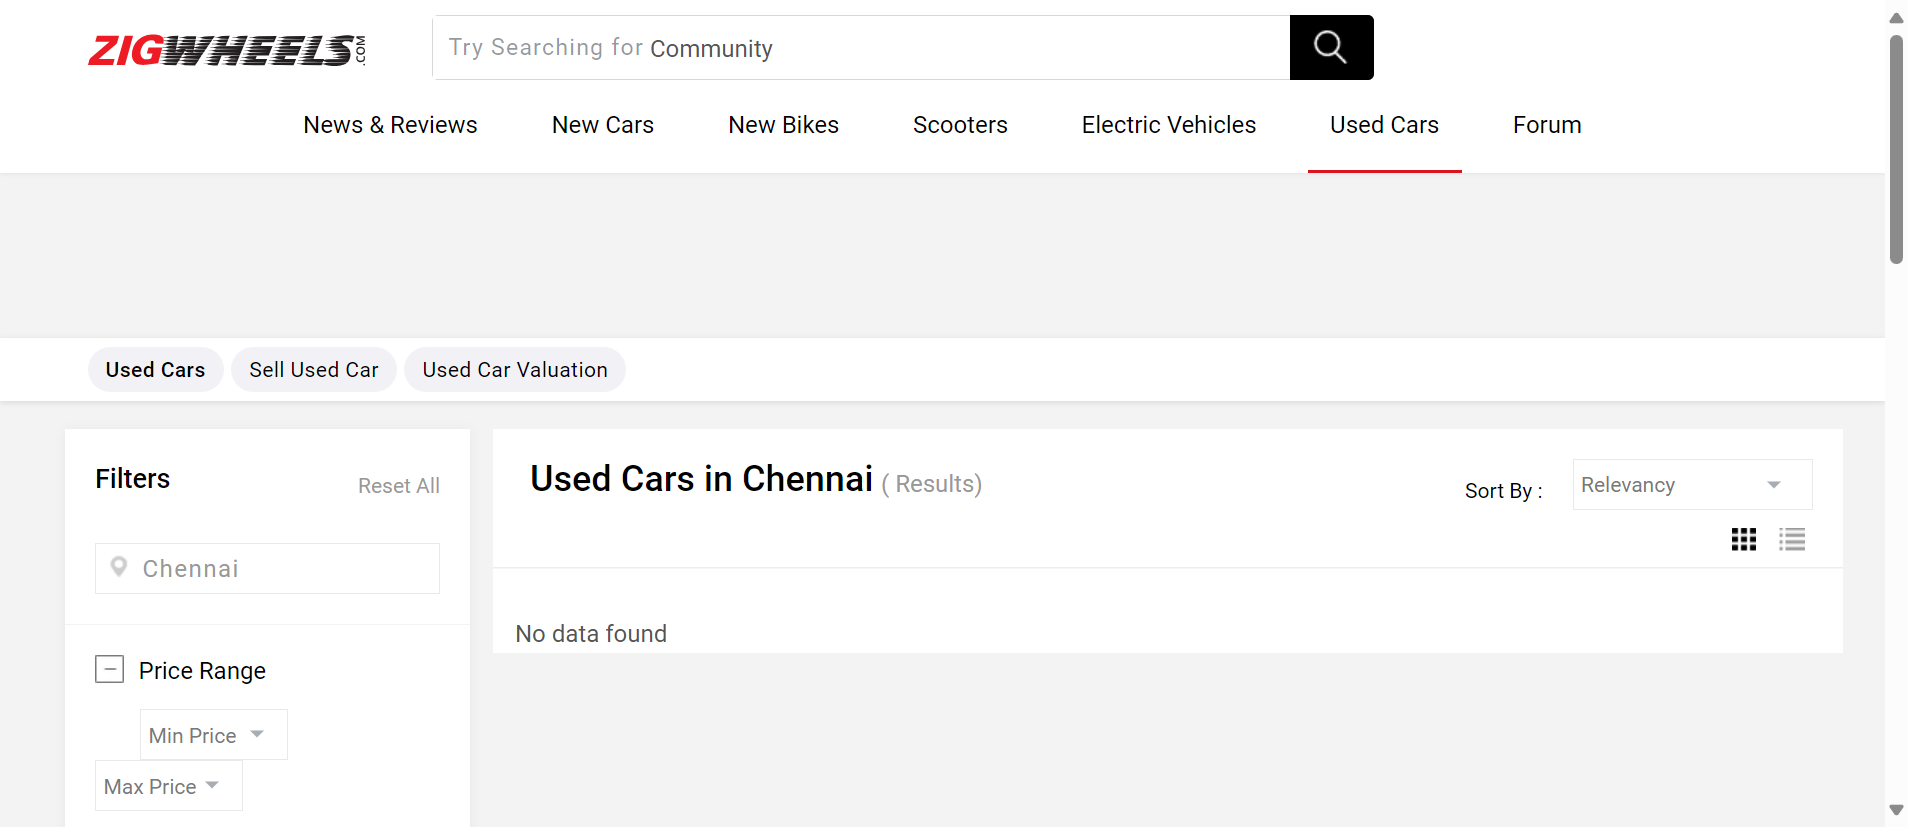 ZIGWHEELS.COM
Try Searching for Community
News & Reviews New Cars New Bikes Scooters Electric Vehicles Used Cars Forum
Used Cars Sell Used Car Used Car Valuation
Filters
Reset All
Chennai
Price Range
Min Price
Max Price
Used Cars in Chennai ( Results)
Sort By : Relevancy
No data found